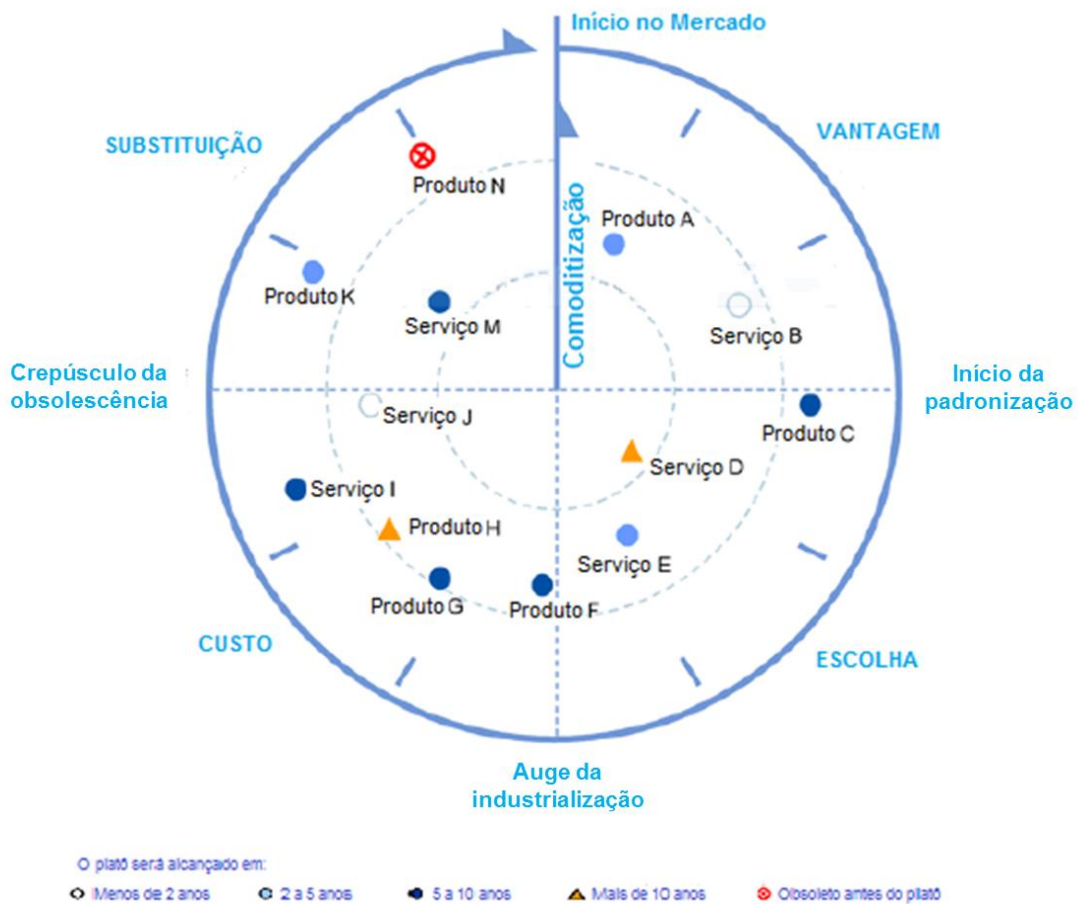 Início no Mercado
SUBSTITUIÇÃO
VANTAGEM
Produto N
Comoditização
Produto A
Produto K
Serviço M
Serviço B
Crepúsculo da
obsolescência
Início da
padronização
Serviço J
Produto C
Serviço D
Serviço I
Produto H
Serviço E
Produto G
Produto F
CUSTO
ESCOLHA
Auge da
industrialização
O platô será alcançado em:
Menos de 2 anos 2 a 5 anos 5 a 10 anos Mais de 10 anos Obsoleto antes do platô